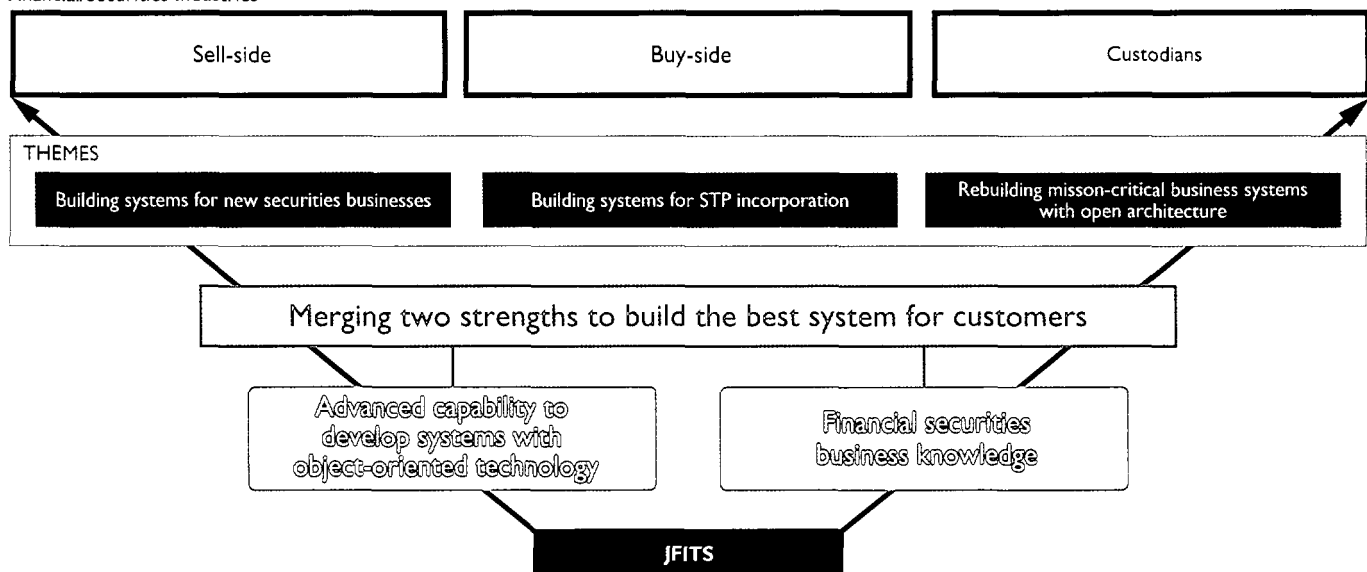 Sell-side
Buy-side
Custodians
THEMES
Building systems for new securities businesses
Building systems for STP incorporation
Rebuilding misson-critical business systems
with open architecture
Merging two strengths to build the best system for customers
Advanced capability to
develop systems with
object-oriented technology
Financial securities
business knowledge
JFITS